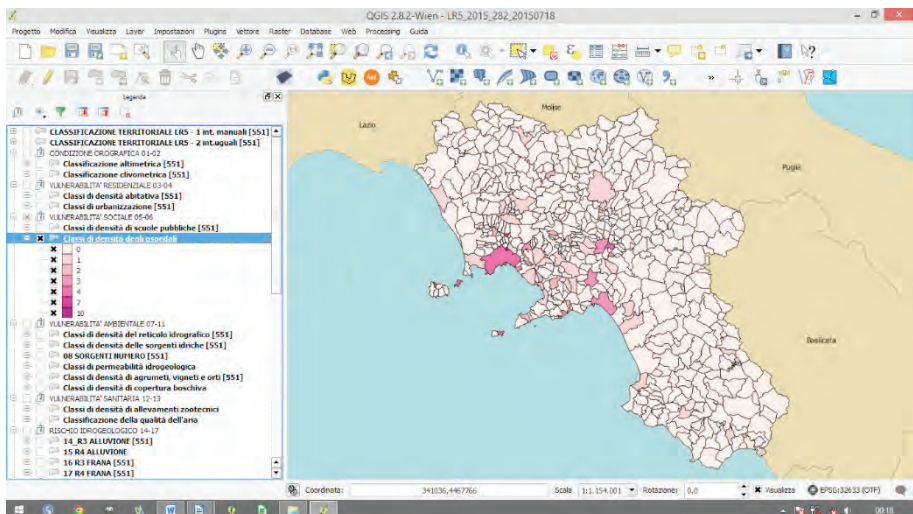 QGIS 2.8.2-Wien - LR5_2015_282_20150718
Progetto Modifica Visualizza Layer Impostazioni Plugins Vettore Raster Database Web Processing Guida
Legenda
CLASSIFICAZIONE TERRITORIALE LR5 - 1 int. manuali [551]
CLASSIFICAZIONE TERRITORIALE LR5 - 2 int.uguali [551]
CONDIZIONE OROGRAFICA 01-02
Classificazione altimetrica [551]
Classificazione clivometrica [551]
VULNERABILITA' RESIDENZIALE 03-04
Classi di densità abitativa [551]
Classi di urbanizzazione [551]
VULNERABILITA' SOCIALE 05-06
Classi di densità di scuole pubbliche [551]
Classi di densità degli ospedali
0
1
2
3
4
7
10
VULNERABILITA' AMBIENTALE 07-11
Classi di densità del reticolo idrografico [551]
Classi di densità delle sorgenti idriche [551]
08 SORGENTI NUMERO [551]
Classi di permeabilità idrogeologica
Classi di densità di agrumeti, vigneti e orti [551]
Classi di densità di copertura boschiva
VULNERABILITA' SANITARIA 12-13
Classi di densità di allevamenti zootecnici
Classificazione della qualità dell'aria
RISCHIO IDROGEOLOGICO 14-17
14_R3 ALLUVIONE [551]
15 R4 ALLUVIONE
16 R3 FRANA [551]
17 R4 FRANA [551]
Lazio
Molise
Puglia
Basilicata
Coordinata: 341036,4467766 Scala 1:1.154.001 Rotazione: 0,0 Visualizza EPSG:32633 (OTF)
00:18